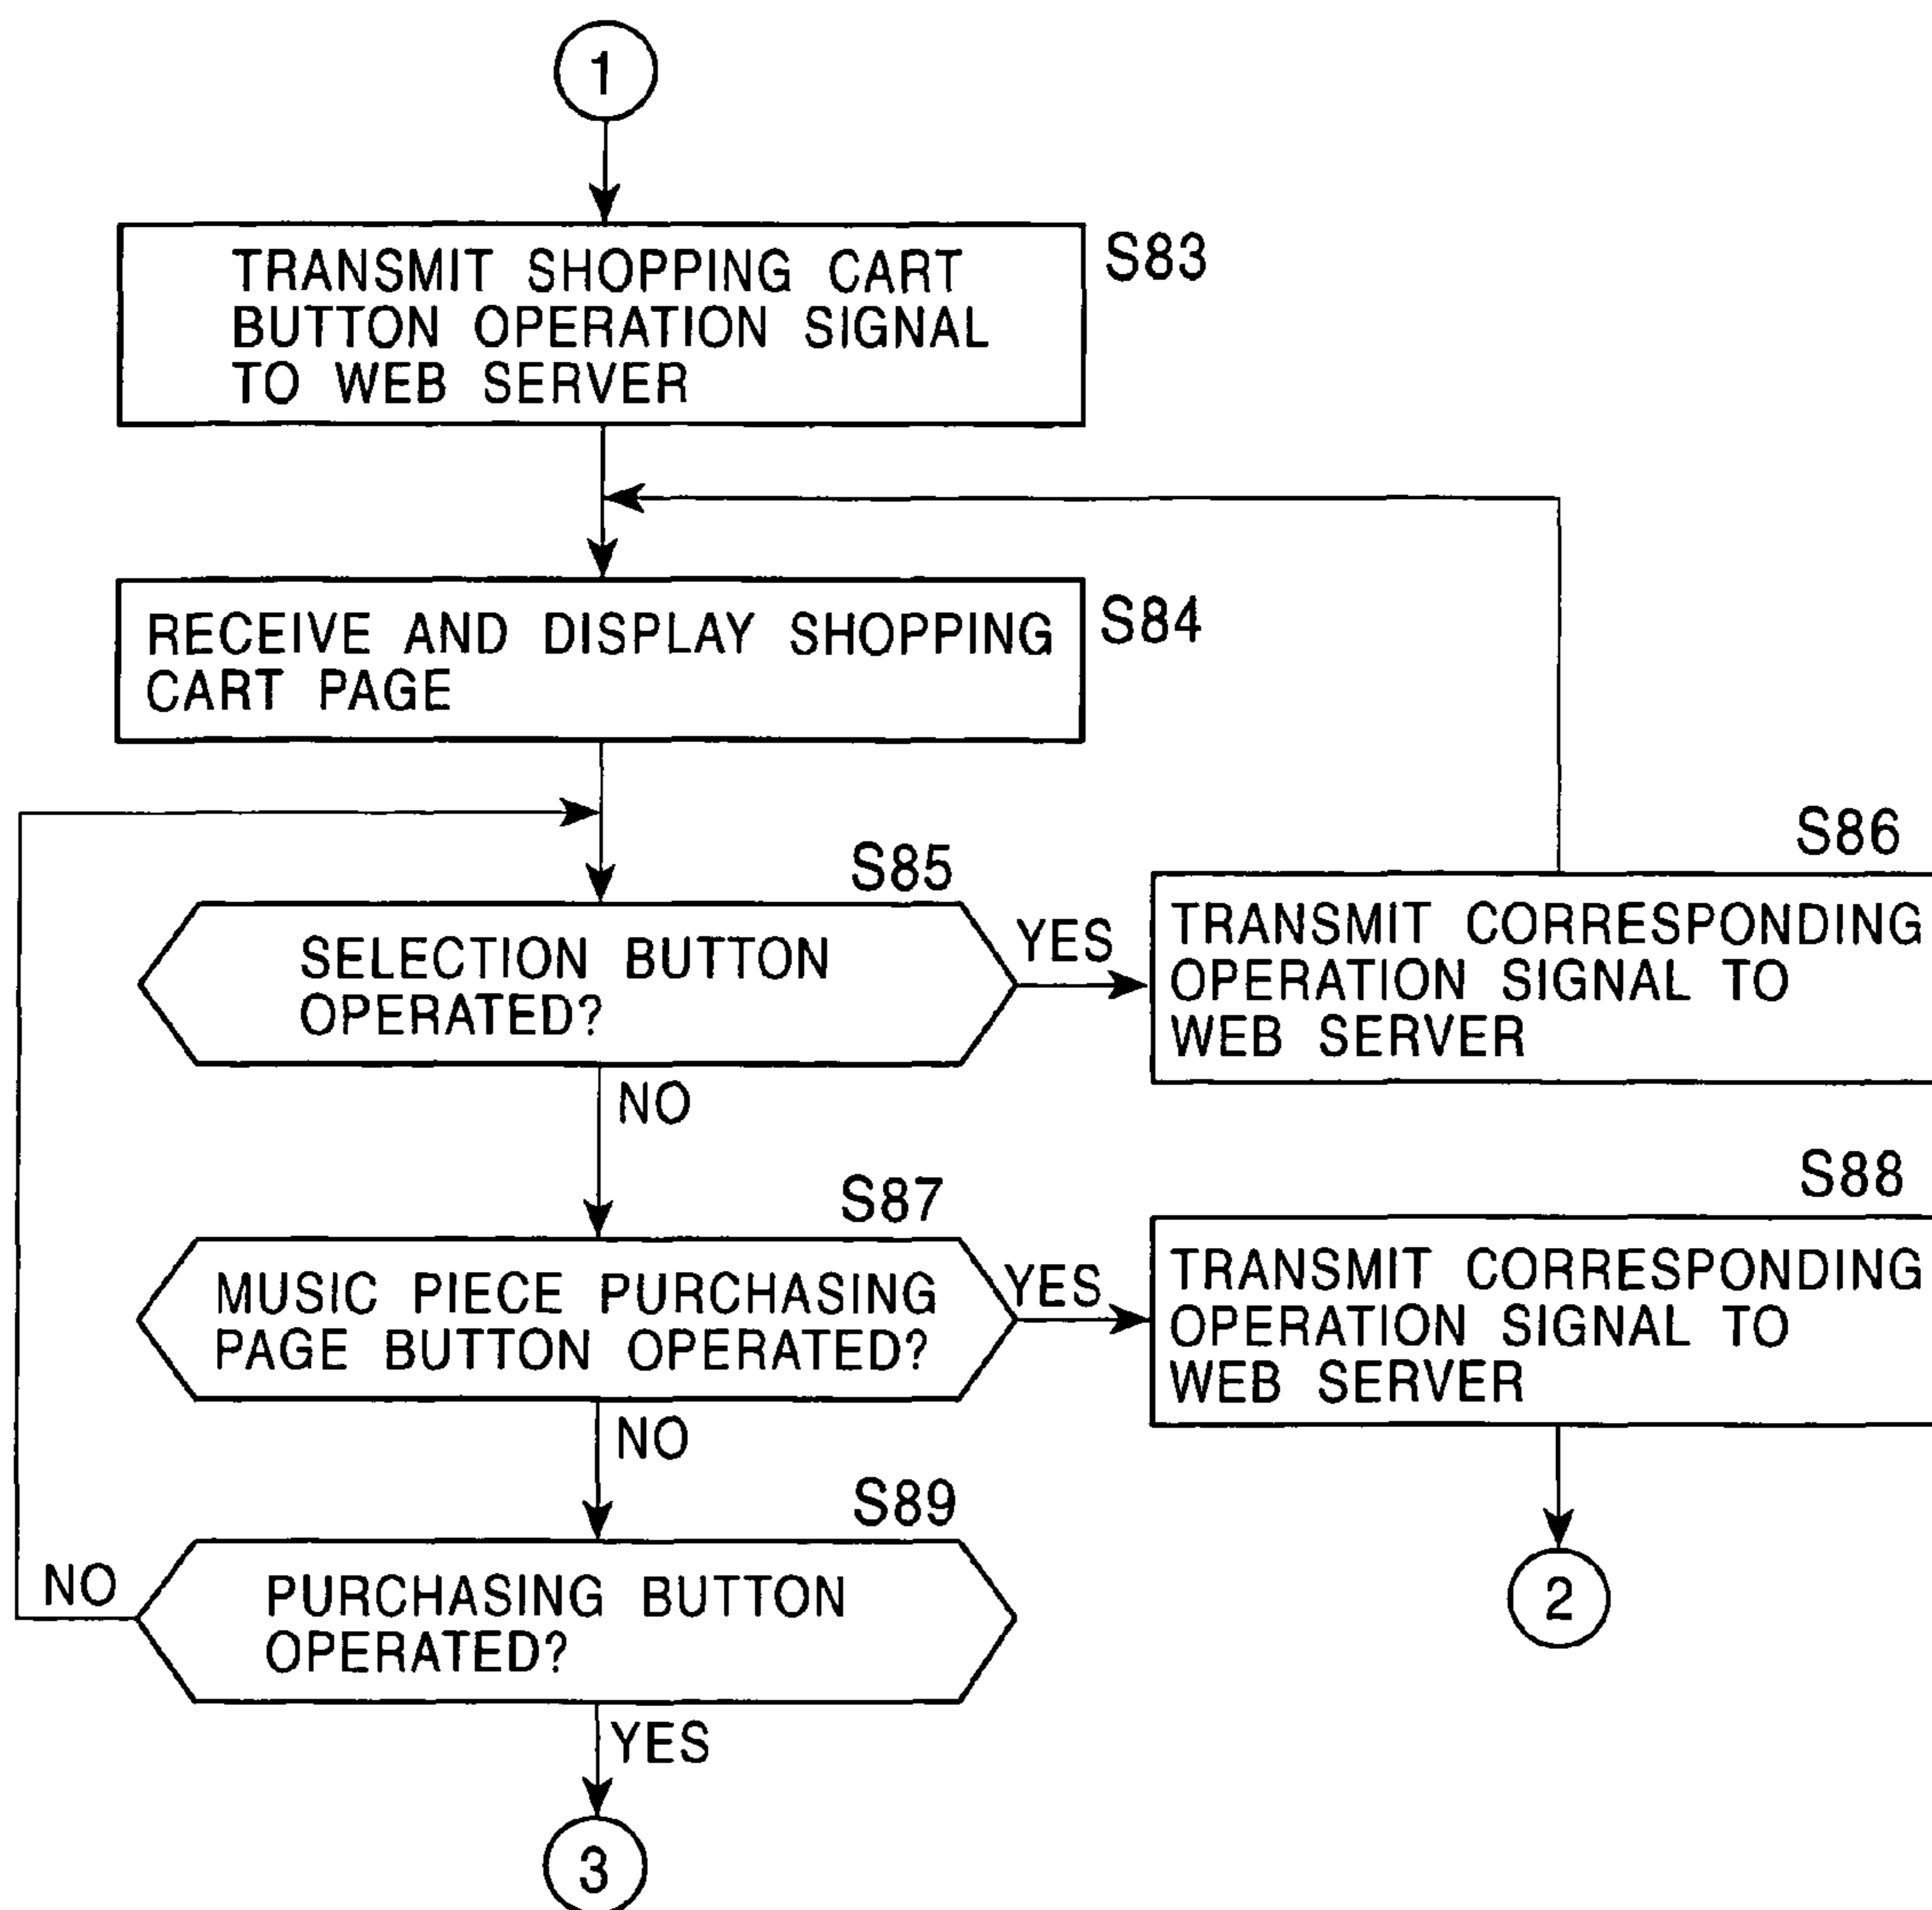 1
TRANSMIT SHOPPING CART
BUTTON OPERATION SIGNAL
TO WEB SERVER
S83
RECEIVE AND DISPLAY SHOPPING
CART PAGE
S84
S85
SELECTION BUTTON
OPERATED?
YES
NO
S86
TRANSMIT CORRESPONDING
OPERATION SIGNAL TO
WEB SERVER
S87
MUSIC PIECE PURCHASING
PAGE BUTTON OPERATED?
YES
NO
S88
TRANSMIT CORRESPONDING
OPERATION SIGNAL TO
WEB SERVER
2
S89
PURCHASING BUTTON
OPERATED?
NO
YES
3